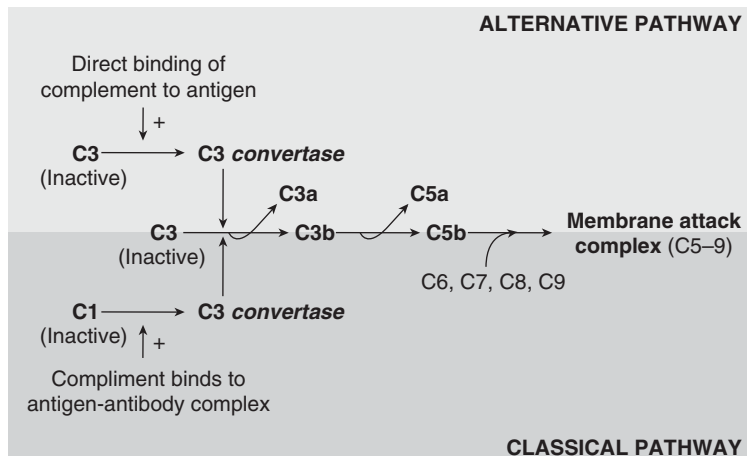 ALTERNATIVE PATHWAY
Direct binding of
complement to antigen
+
C3
C3 convertase
(Inactive)
C3a
C5a
C3
C3b
C5b
Membrane attack
complex (C5–9)
(Inactive)
C6, C7, C8, C9
C1
C3 convertase
(Inactive)
+
Compliment binds to
antigen-antibody complex
CLASSICAL PATHWAY